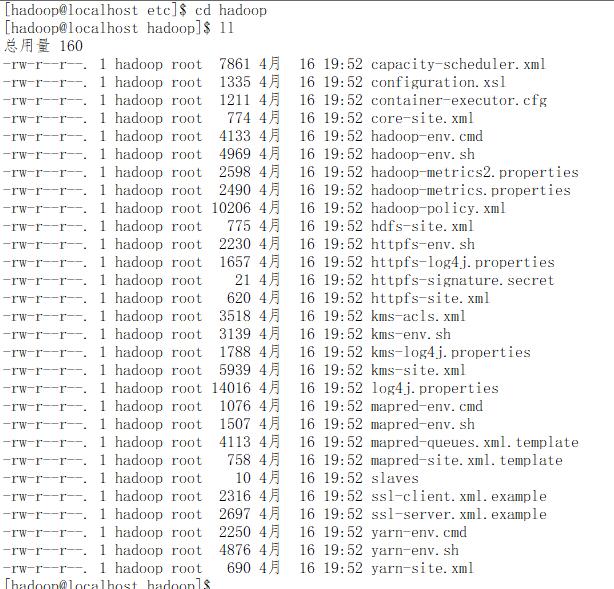 [hadoop@localhost etc]$ cd hadoop
[hadoop@localhost hadoop]$ ll
总用量 160
-rw-r--r--. 1 hadoop root  7861 4月  16 19:52 capacity-scheduler.xml
-rw-r--r--. 1 hadoop root  1335 4月  16 19:52 configuration.xsl
-rw-r--r--. 1 hadoop root  1211 4月  16 19:52 container-executor.cfg
-rw-r--r--. 1 hadoop root   774 4月  16 19:52 core-site.xml
-rw-r--r--. 1 hadoop root  4133 4月  16 19:52 hadoop-env.cmd
-rw-r--r--. 1 hadoop root  4969 4月  16 19:52 hadoop-env.sh
-rw-r--r--. 1 hadoop root  2598 4月  16 19:52 hadoop-metrics2.properties
-rw-r--r--. 1 hadoop root  2490 4月  16 19:52 hadoop-metrics.properties
-rw-r--r--. 1 hadoop root 10206 4月  16 19:52 hadoop-policy.xml
-rw-r--r--. 1 hadoop root   775 4月  16 19:52 hdfs-site.xml
-rw-r--r--. 1 hadoop root  2230 4月  16 19:52 httpfs-env.sh
-rw-r--r--. 1 hadoop root  1657 4月  16 19:52 httpfs-log4j.properties
-rw-r--r--. 1 hadoop root    21 4月  16 19:52 httpfs-signature.secret
-rw-r--r--. 1 hadoop root   620 4月  16 19:52 httpfs-site.xml
-rw-r--r--. 1 hadoop root  3518 4月  16 19:52 kms-acls.xml
-rw-r--r--. 1 hadoop root  3139 4月  16 19:52 kms-env.sh
-rw-r--r--. 1 hadoop root  1788 4月  16 19:52 kms-log4j.properties
-rw-r--r--. 1 hadoop root  5939 4月  16 19:52 kms-site.xml
-rw-r--r--. 1 hadoop root 14016 4月  16 19:52 log4j.properties
-rw-r--r--. 1 hadoop root  1076 4月  16 19:52 mapred-env.cmd
-rw-r--r--. 1 hadoop root  1507 4月  16 19:52 mapred-env.sh
-rw-r--r--. 1 hadoop root  4113 4月  16 19:52 mapred-queues.xml.template
-rw-r--r--. 1 hadoop root   758 4月  16 19:52 mapred-site.xml.template
-rw-r--r--. 1 hadoop root    10 4月  16 19:52 slaves
-rw-r--r--. 1 hadoop root  2316 4月  16 19:52 ssl-client.xml.example
-rw-r--r--. 1 hadoop root  2697 4月  16 19:52 ssl-server.xml.example
-rw-r--r--. 1 hadoop root  2250 4月  16 19:52 yarn-env.cmd
-rw-r--r--. 1 hadoop root  4876 4月  16 19:52 yarn-env.sh
-rw-r--r--. 1 hadoop root   690 4月  16 19:52 yarn-site.xml
[hadoop@localhost hadoop]$